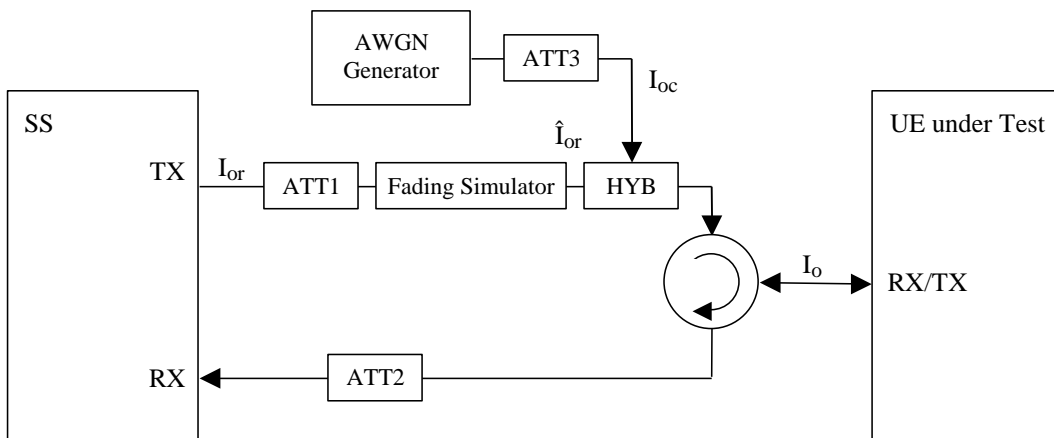 AWGN
Generator
ATT3
I_oc
SS
UE under Test
Î_or
TX
I_or
ATT1
Fading Simulator
HYB
I_o
RX/TX
RX
ATT2